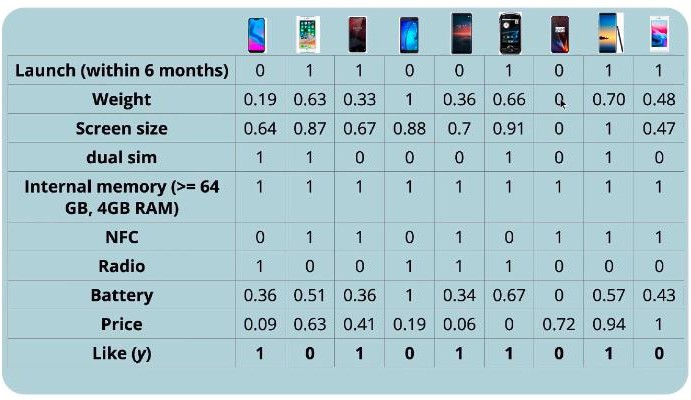 Launch (within 6 months) 0 1 1 0 0 1 0 1 1
Weight 0.19 0.63 0.33 1 0.36 0.66 0 0.70 0.48
Screen size 0.64 0.87 0.67 0.88 0.7 0.91 0 1 0.47
dual sim 1 1 0 0 0 1 0 1 0
Internal memory (>= 64 1 1 1 1 1 1 1 1 1
GB, 4GB RAM)
NFC 0 1 1 0 1 0 1 1 1
Radio 1 0 0 1 1 1 0 0 0
Battery 0.36 0.51 0.36 1 0.34 0.67 0 0.57 0.43
Price 0.09 0.63 0.41 0.19 0.06 0 0.72 0.94 1
Like (y) 1 0 1 0 1 1 0 1 0